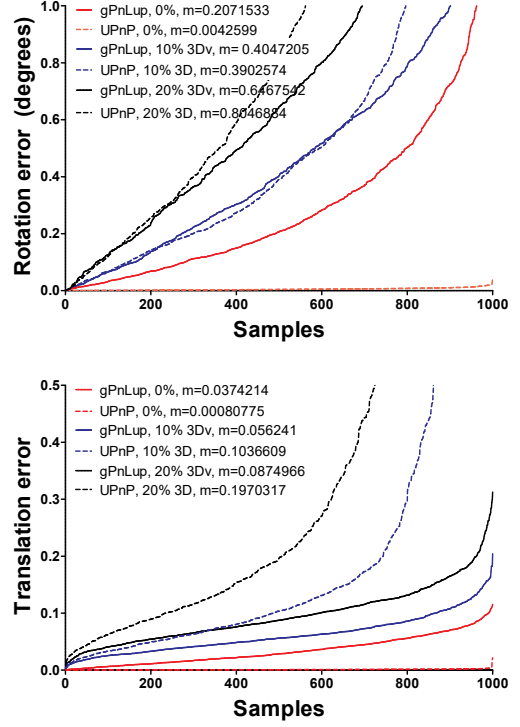 1.0
0.8
0.6
0.4
0.2
0.0
Rotation error (degrees)
gPnLup, 0%, m=0.2071533
UPnP, 0%, m=0.0042599
gPnLup, 10% 3Dv, m= 0.4047205
UPnP, 10% 3D, m=0.3902574
gPnLup, 20% 3Dv, m=0.6467542
UPnP, 20% 3D, m=0.8046884
0 200 400 600 800 1000
Samples
0.5
0.4
0.3
0.2
0.1
0.0
Translation error
gPnLup, 0%, m=0.0374214
UPnP, 0%, m=0.00080775
gPnLup, 10% 3Dv, m=0.056241
UPnP, 10% 3D, m=0.1036609
gPnLup, 20% 3Dv, m=0.0874966
UPnP, 20% 3D, m=0.1970317
0 200 400 600 800 1000
Samples